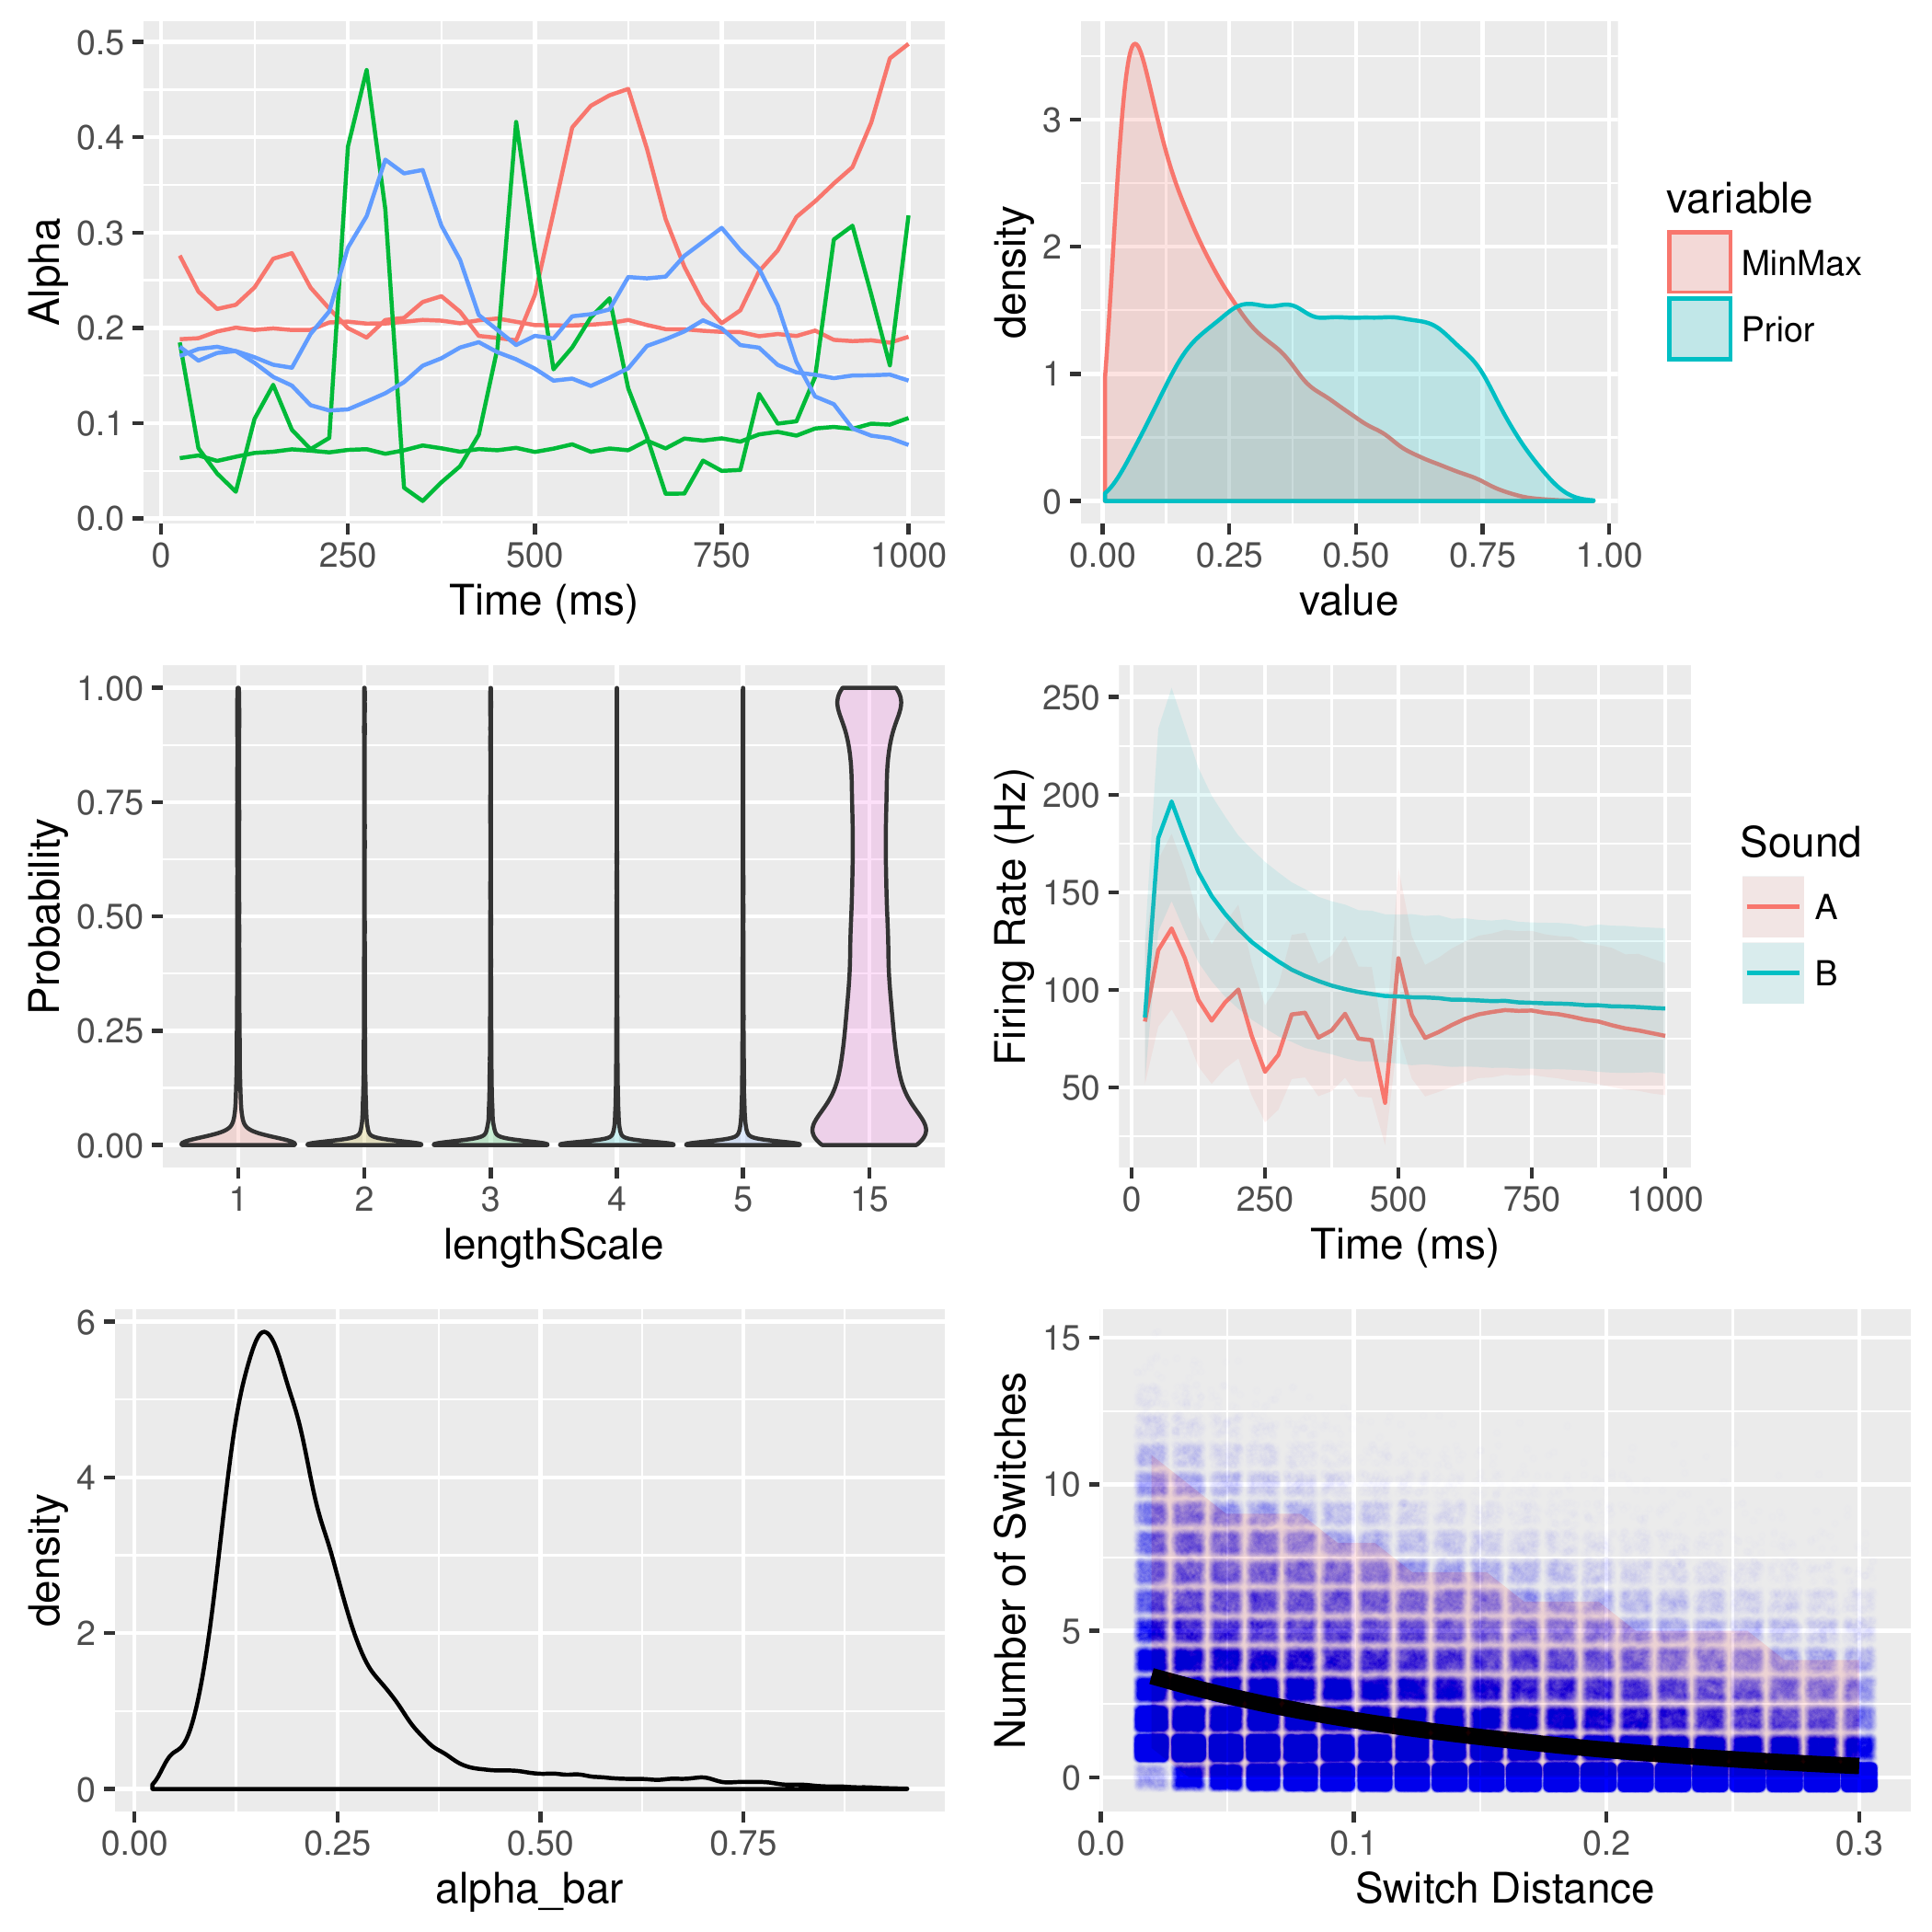 0.5
0.4
0.3
0.2
0.1
0.0
Alpha
0 250 500 750 1000
Time (ms)
3
2
1
0
density
0.00 0.25 0.50 0.75 1.00
value
variable
MinMax
Prior
1.00
0.75
0.50
0.25
0.00
Probability
1 2 3 4 5 15
lengthScale
250
200
150
100
50
Firing Rate (Hz)
0 250 500 750 1000
Time (ms)
Sound
A
B
6
4
2
0
density
0.00 0.25 0.50 0.75
alpha_bar
15
10
5
0
Number of Switches
0.0 0.1 0.2 0.3
Switch Distance